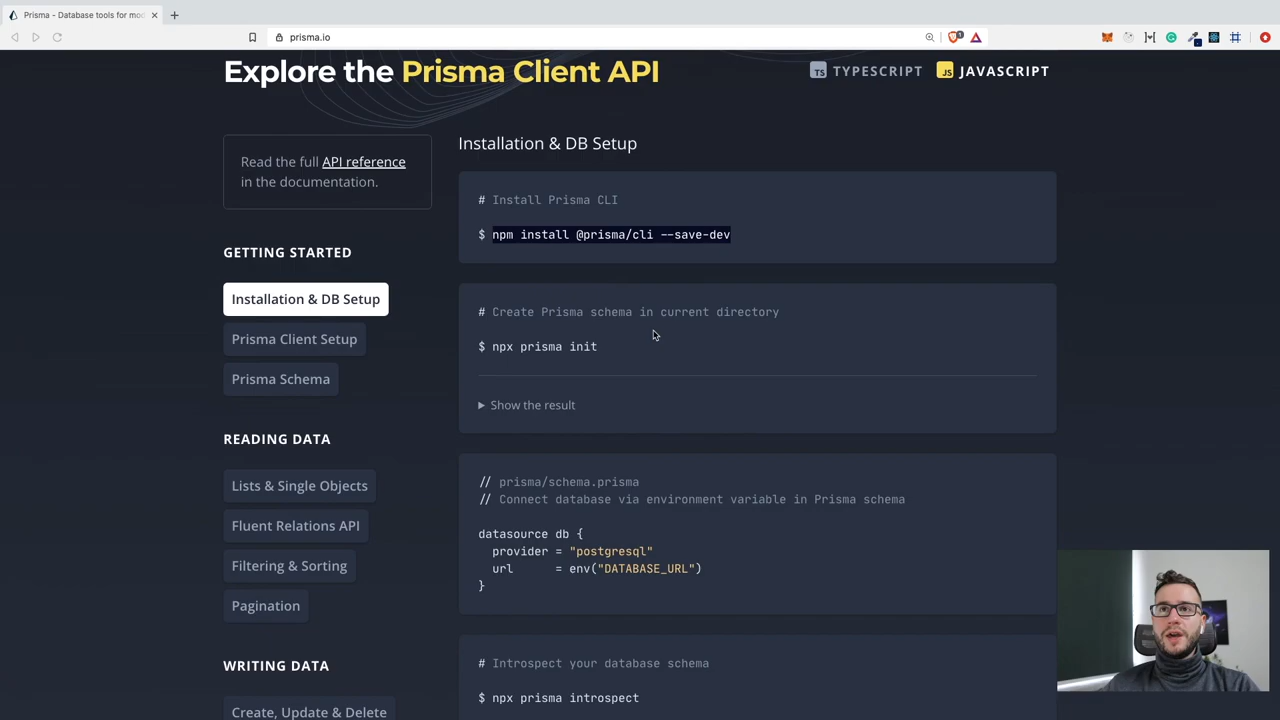 Prisma - Database tools for mod
prisma.io
1
Explore the Prisma Client API
TS TYPESCRIPT
JS JAVASCRIPT
Read the full API reference
in the documentation.
GETTING STARTED
Installation & DB Setup
Prisma Client Setup
Prisma Schema
READING DATA
Lists & Single Objects
Fluent Relations API
Filtering & Sorting
Pagination
WRITING DATA
Create, Update & Delete
Installation & DB Setup
# Install Prisma CLI
$ npm install @prisma/cli --save-dev
# Create Prisma schema in current directory
$ npx prisma init
Show the result
// prisma/schema.prisma
// Connect database via environment variable in Prisma schema
datasource db {
provider = "postgresql"
url = env("DATABASE_URL")
}
# Introspect your database schema
$ npx prisma introspect